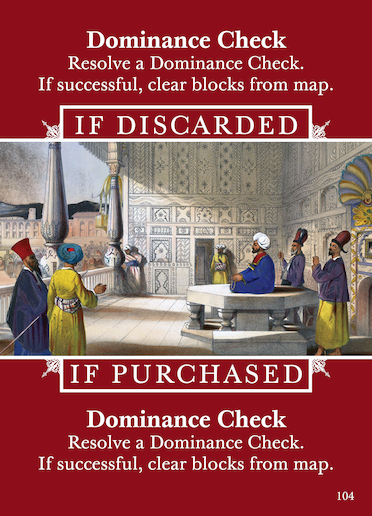 Dominance Check
Resolve a Dominance Check.
If successful, clear blocks from map.
IF DISCARDED
IF PURCHASED
Dominance Check
Resolve a Dominance Check.
If successful, clear blocks from map.
104